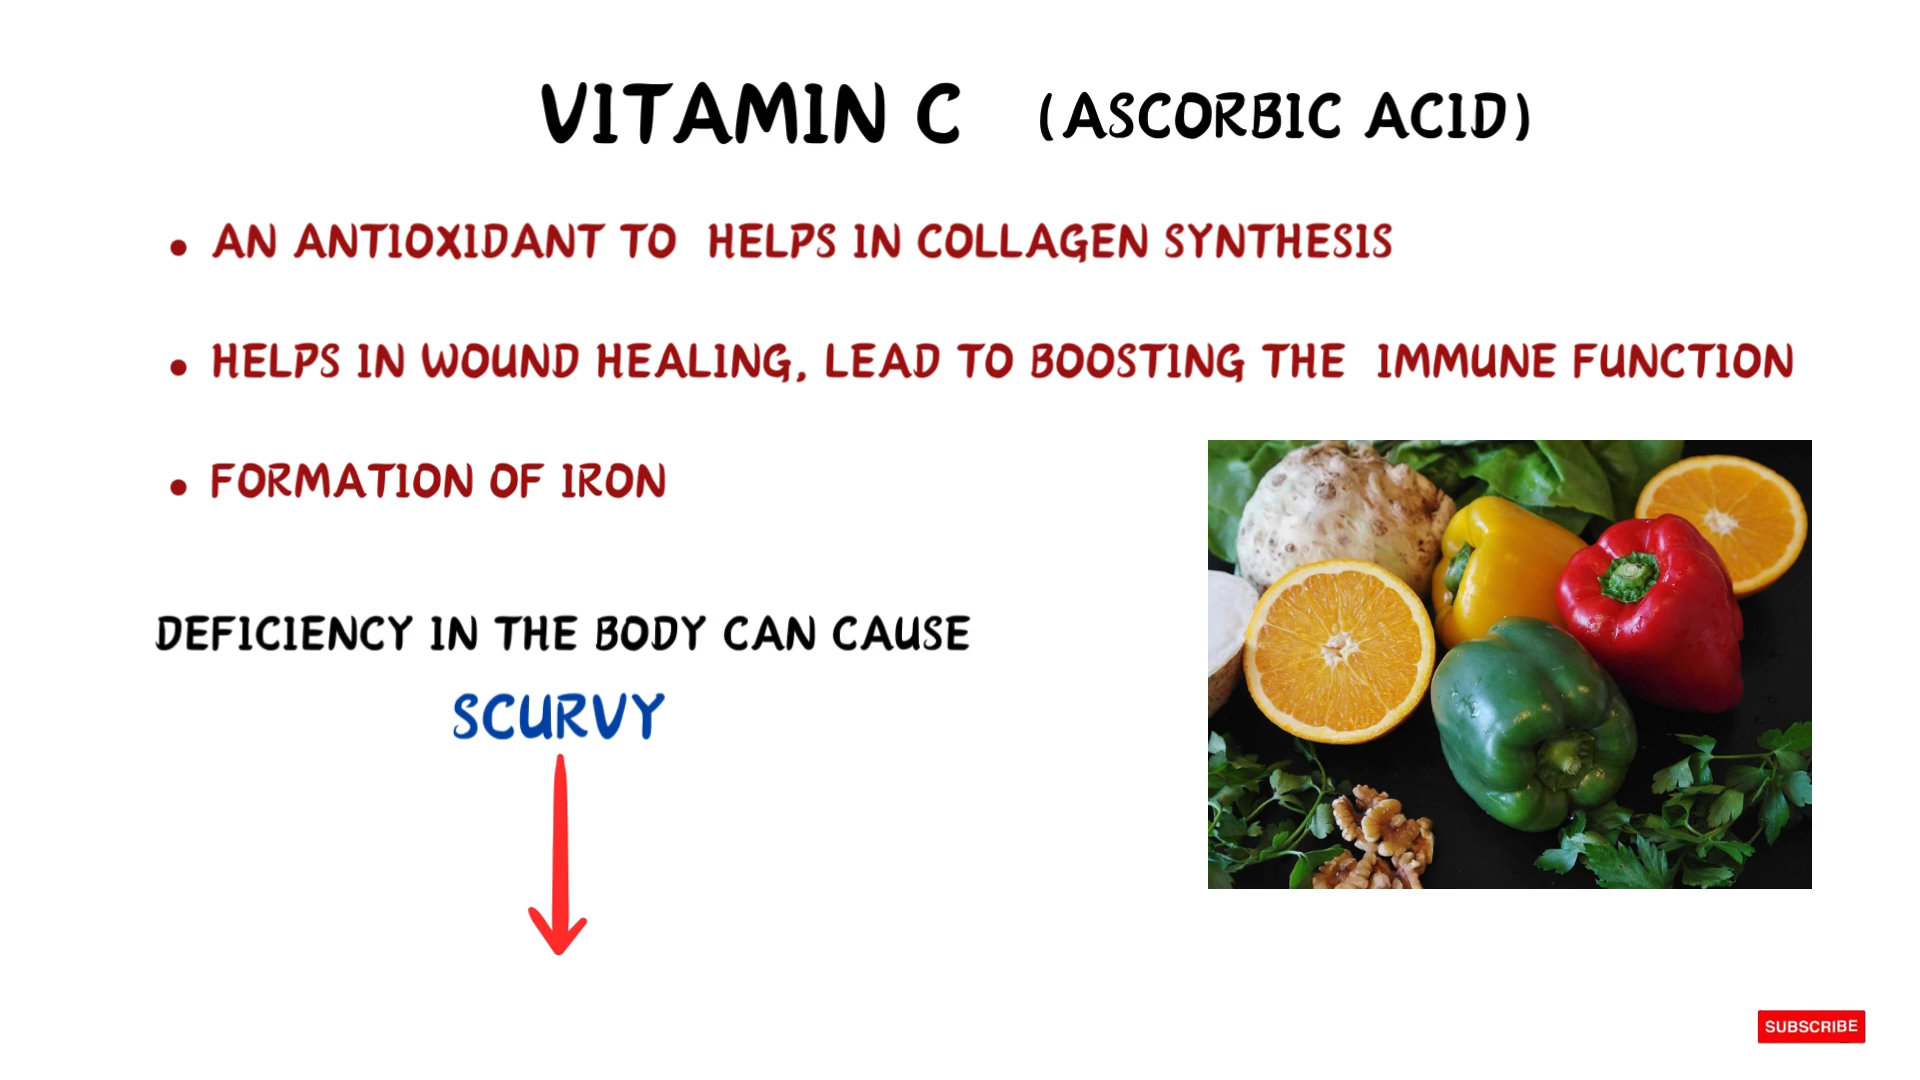 VITAMIN C (ASCORBIC ACID)
• AN ANTIOXIDANT TO HELPS IN COLLAGEN SYNTHESIS
• HELPS IN WOUND HEALING, LEAD TO BOOSTING THE IMMUNE FUNCTION
• FORMATION OF IRON
DEFICIENCY IN THE BODY CAN CAUSE
SCURVY
SUBSCRIBE